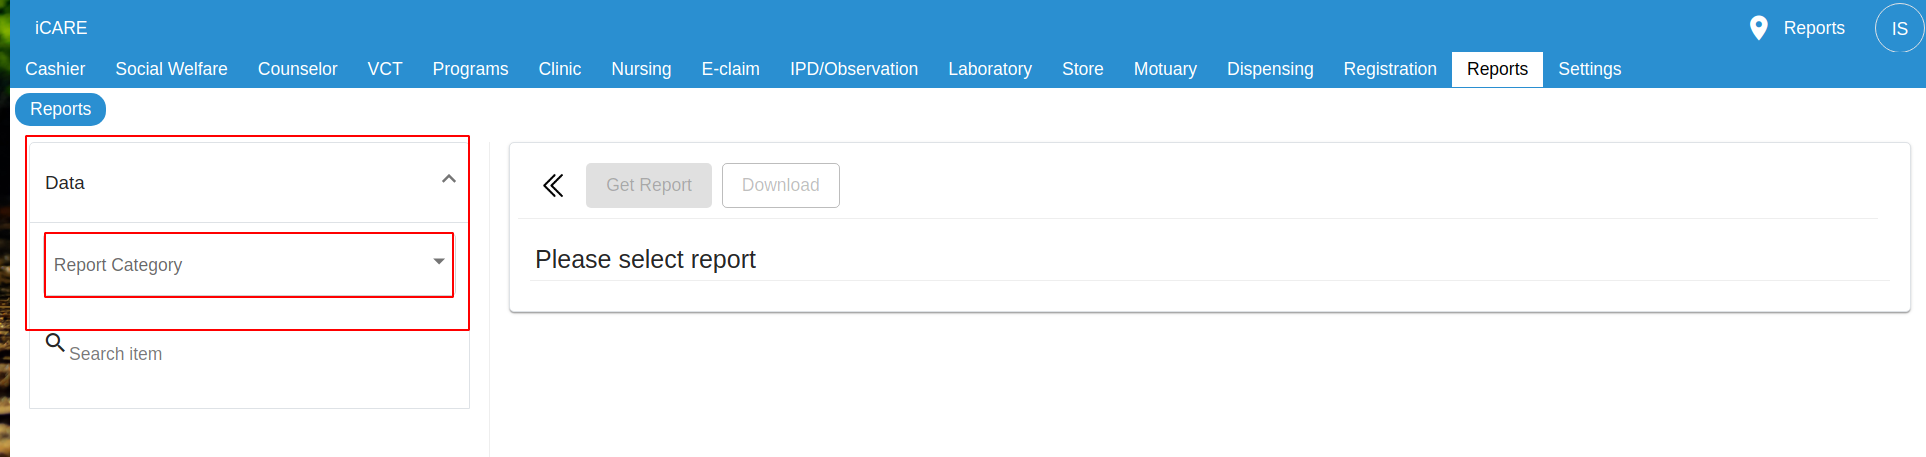 iCARE
Reports
IS
Cashier Social Welfare Counselor VCT Programs Clinic Nursing E-claim IPD/Observation Laboratory Store Motuary Dispensing Registration Reports Settings
Reports
Data
Get Report Download
Report Category
Please select report
Search item